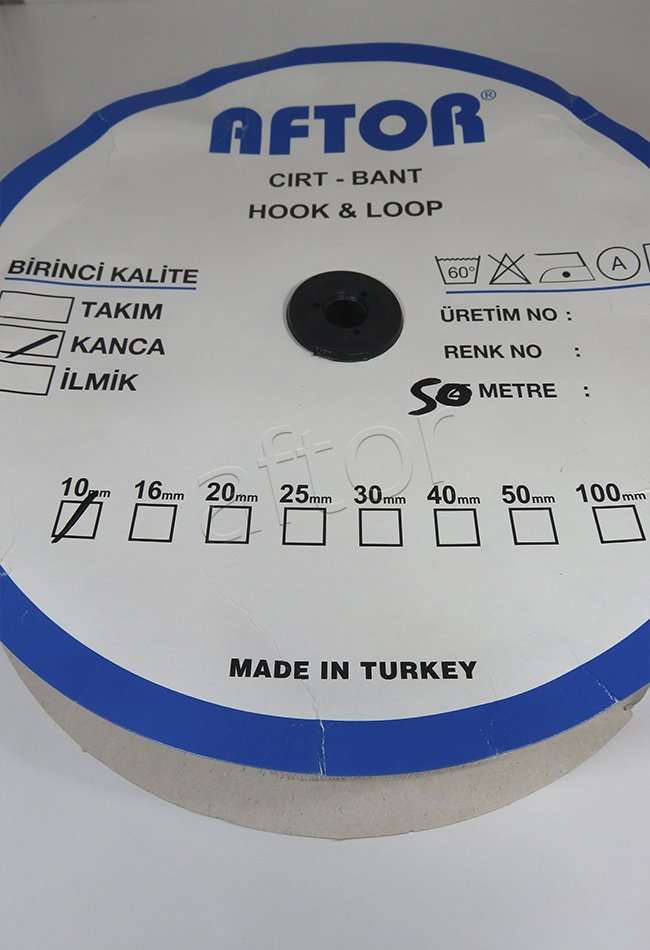 AFTOR®
CIRT - BANT
HOOK & LOOP
BİRİNCİ KALİTE
TAKIM
KANCA
İLMİK
60°
A
ÜRETİM NO :
RENK NO :
50 METRE :
aftor
10mm 16mm 20mm 25mm 30mm 40mm 50mm 100mm
MADE IN TURKEY